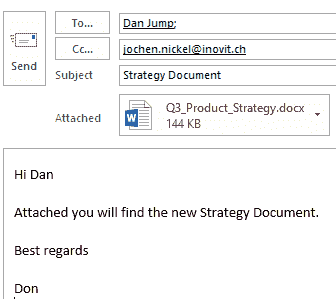 To... Dan Jump;
Send
Cc... jochen.nickel@inovit.ch
Subject Strategy Document
Attached Q3_Product_Strategy.docx
144 KB
Hi Dan
Attached you will find the new Strategy Document.
Best regards
Don